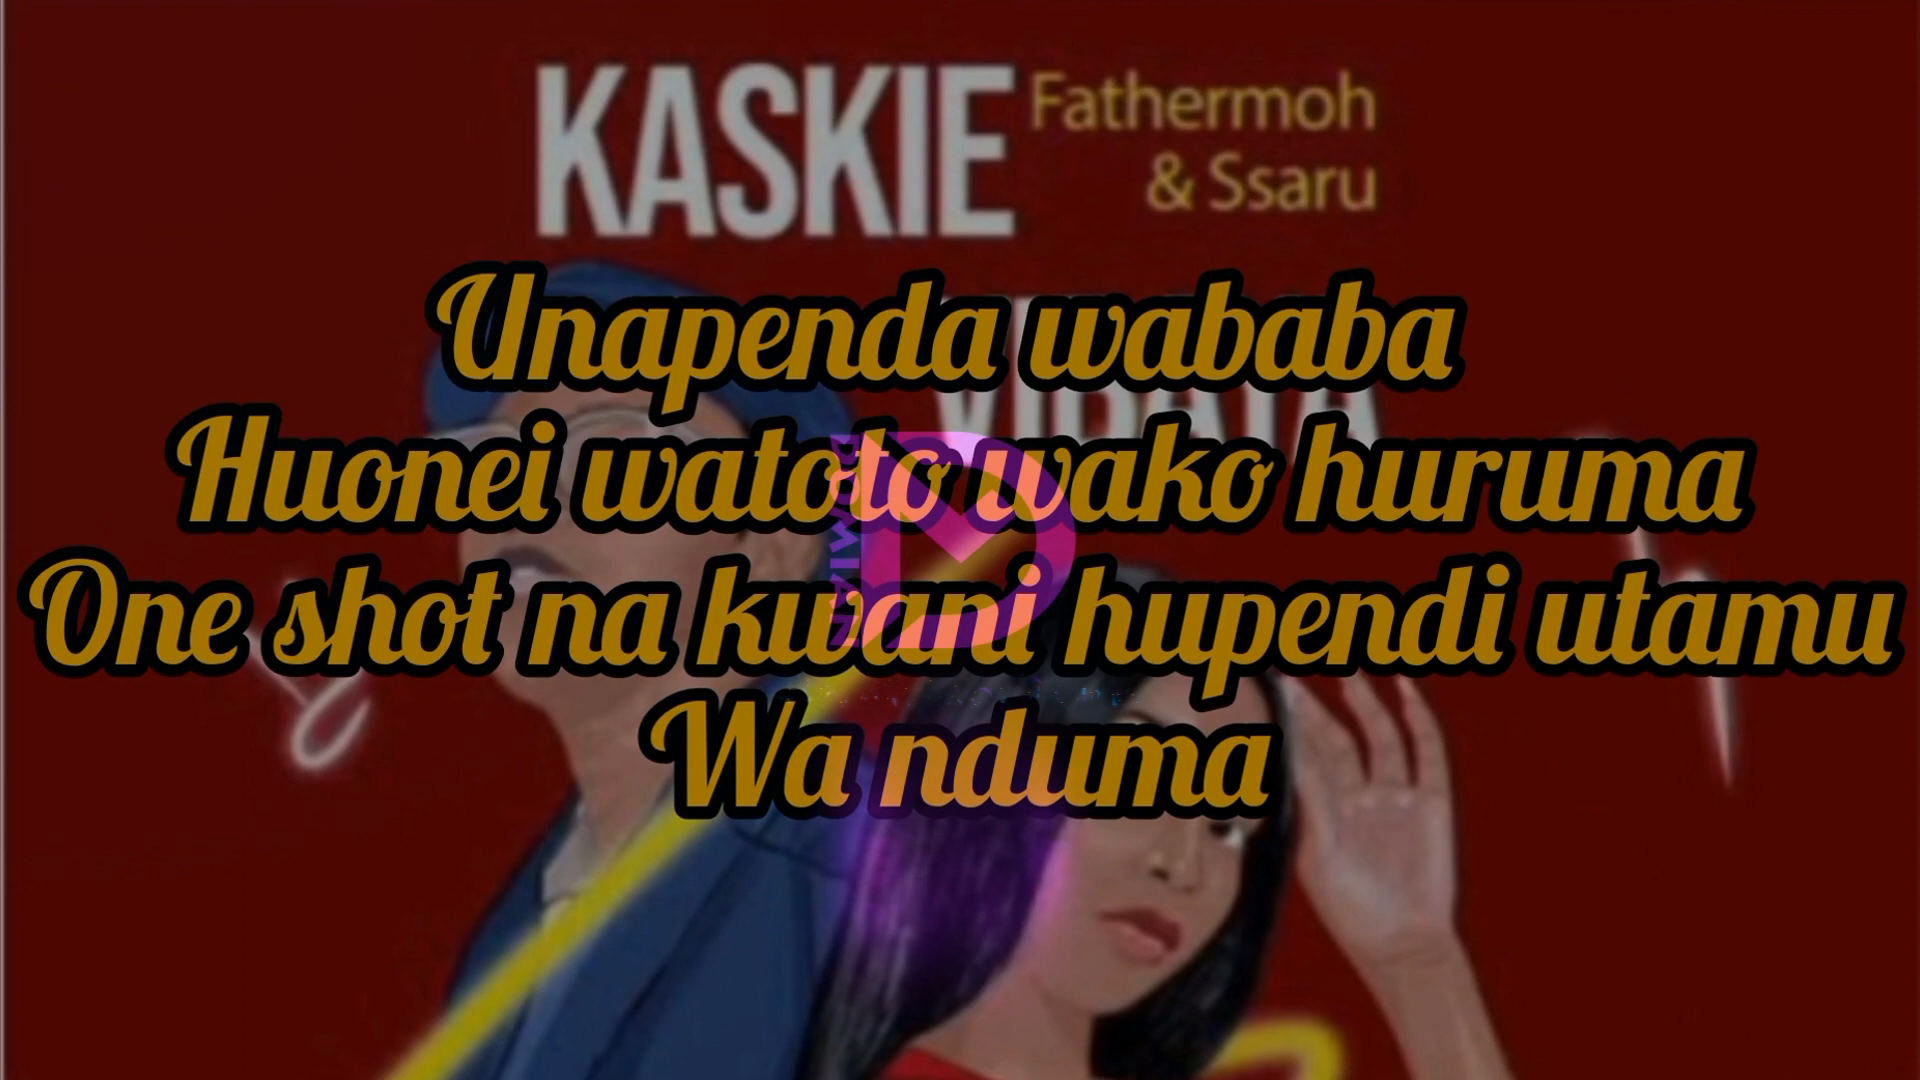 KASKIE
Fathermoh
& Ssaru
Unapenda wababa
Huonei watoto wako huruma
One shot na kwani hupendi utamu
Wa nduma